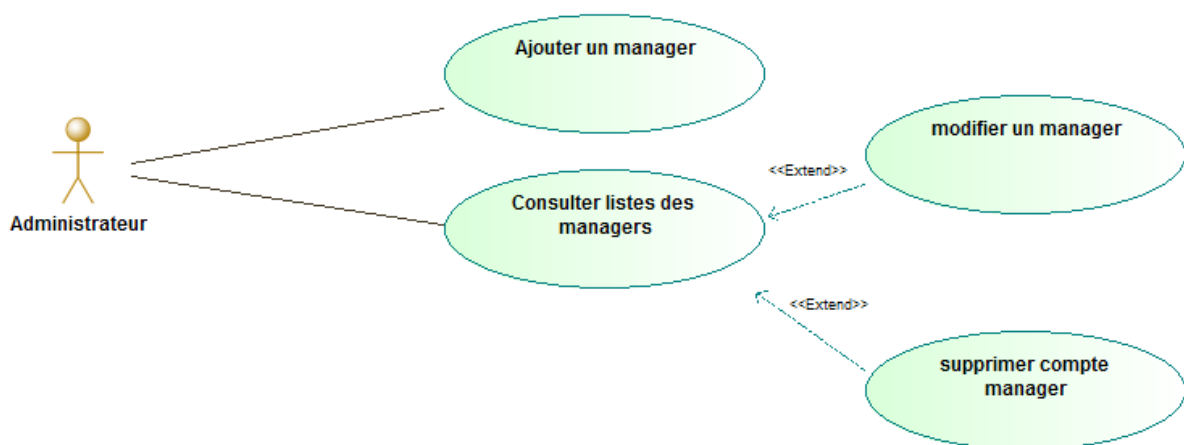 Ajouter un manager
modifier un manager
<<Extend>>
Consulter listes des
managers
Administrateur
<<Extend>>
supprimer compte
manager